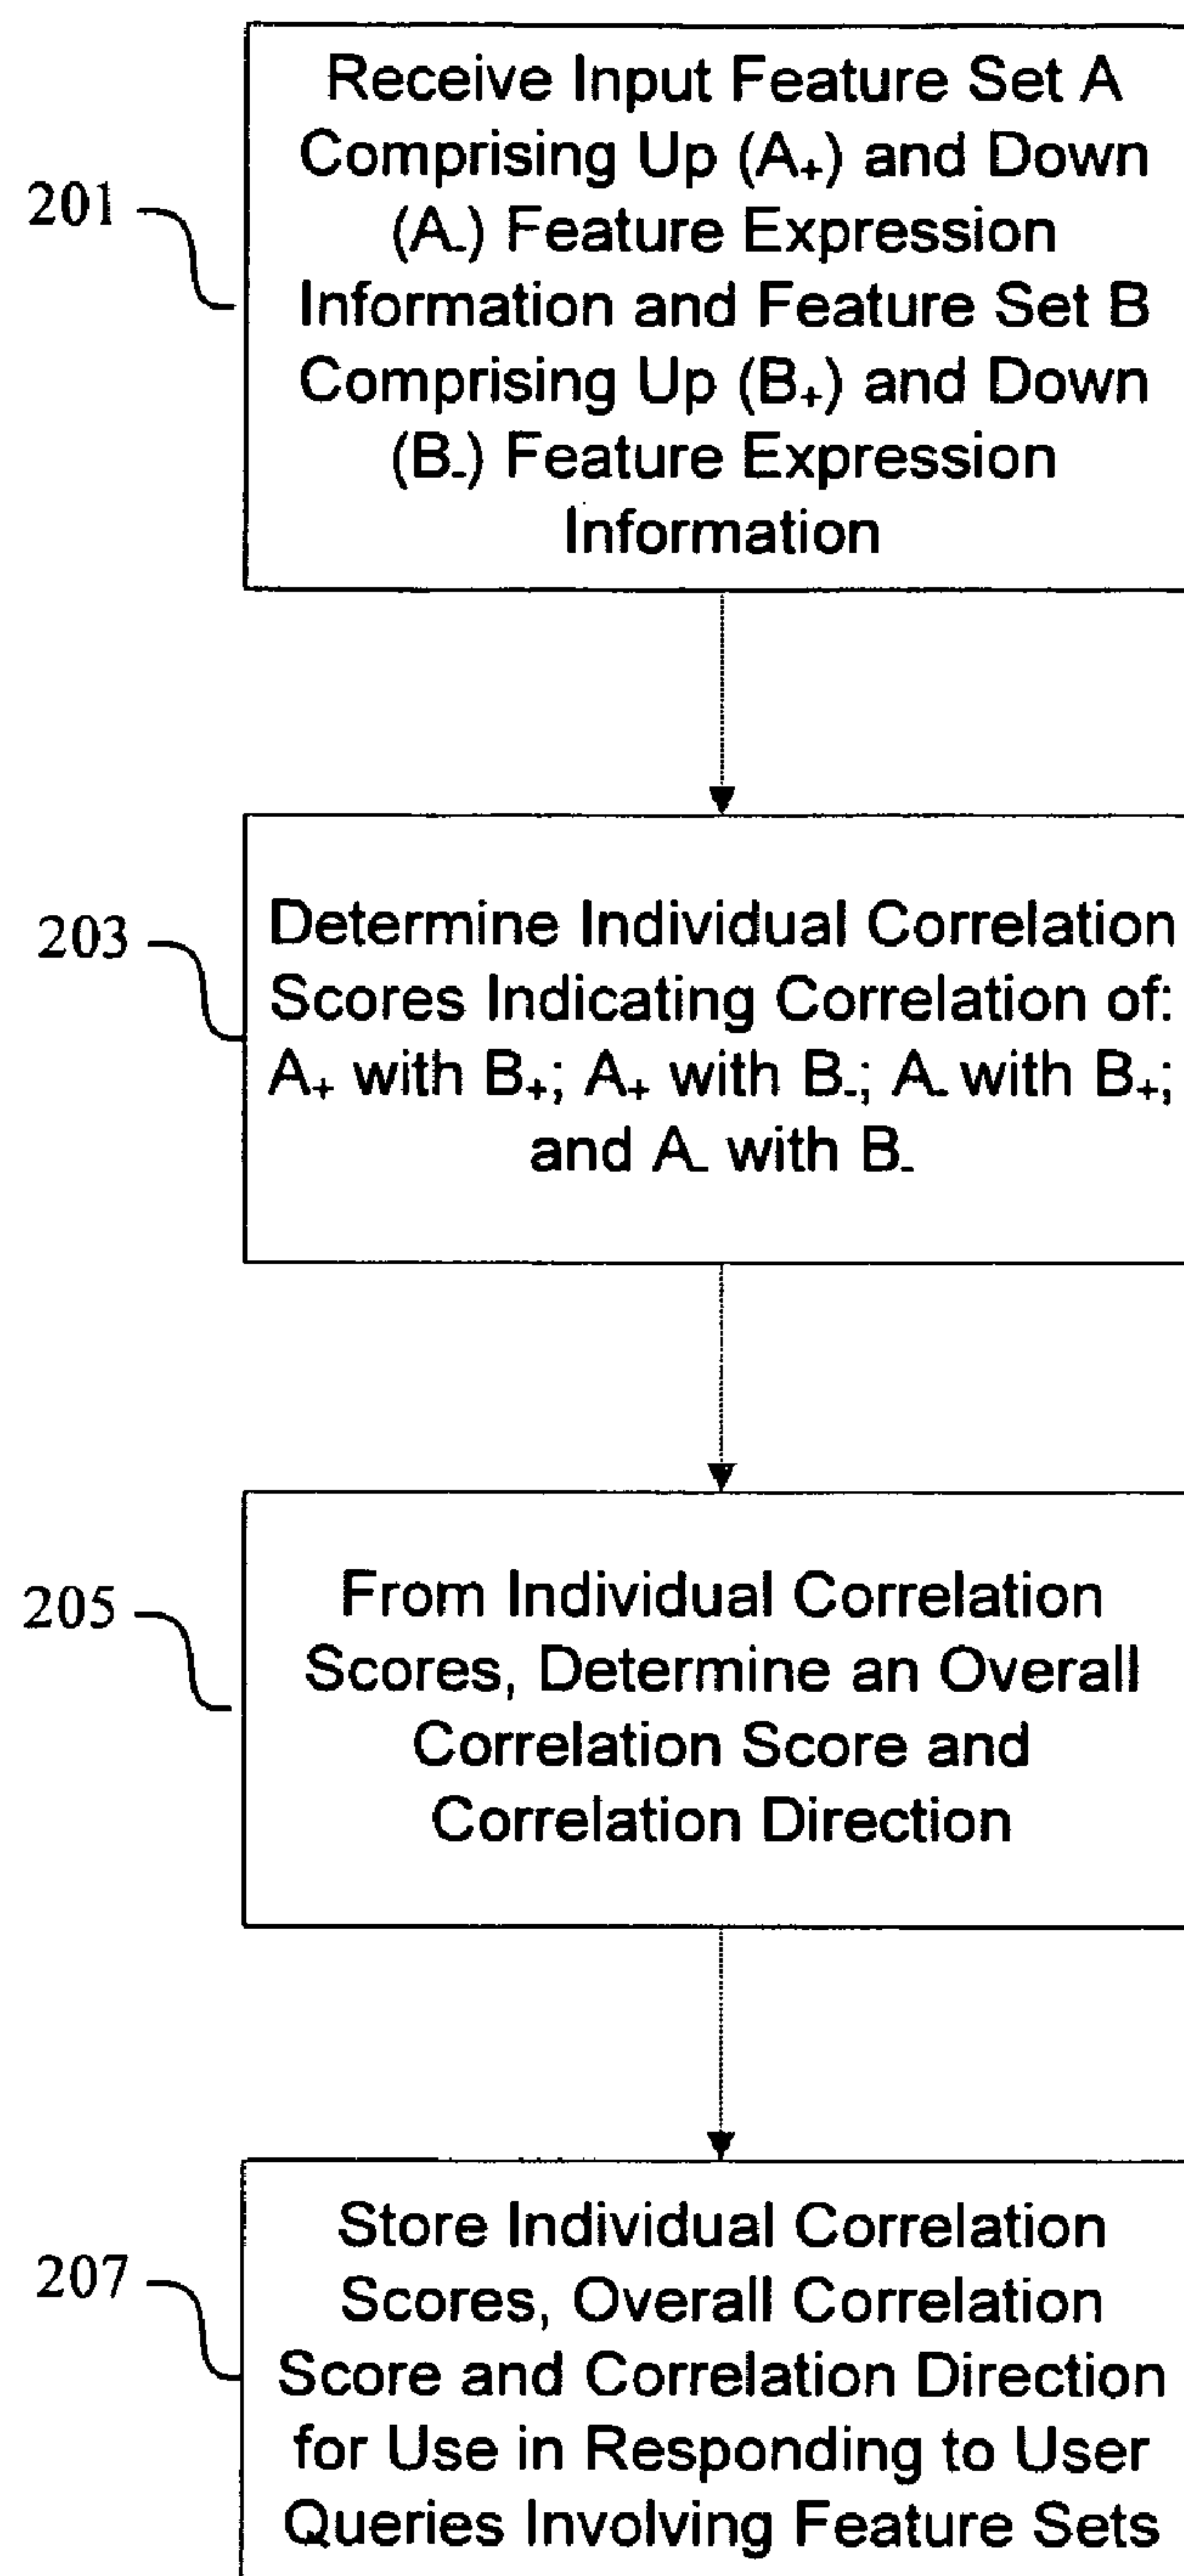 Receive Input Feature Set A
Comprising Up (A₊) and Down
(A₋) Feature Expression
Information and Feature Set B
Comprising Up (B₊) and Down
(B₋) Feature Expression
Information
201
Determine Individual Correlation
Scores Indicating Correlation of:
A₊ with B₊; A₊ with B₋; A₋ with B₊;
and A₋ with B₋
203
From Individual Correlation
Scores, Determine an Overall
Correlation Score and
Correlation Direction
205
Store Individual Correlation
Scores, Overall Correlation
Score and Correlation Direction
for Use in Responding to User
Queries Involving Feature Sets
207